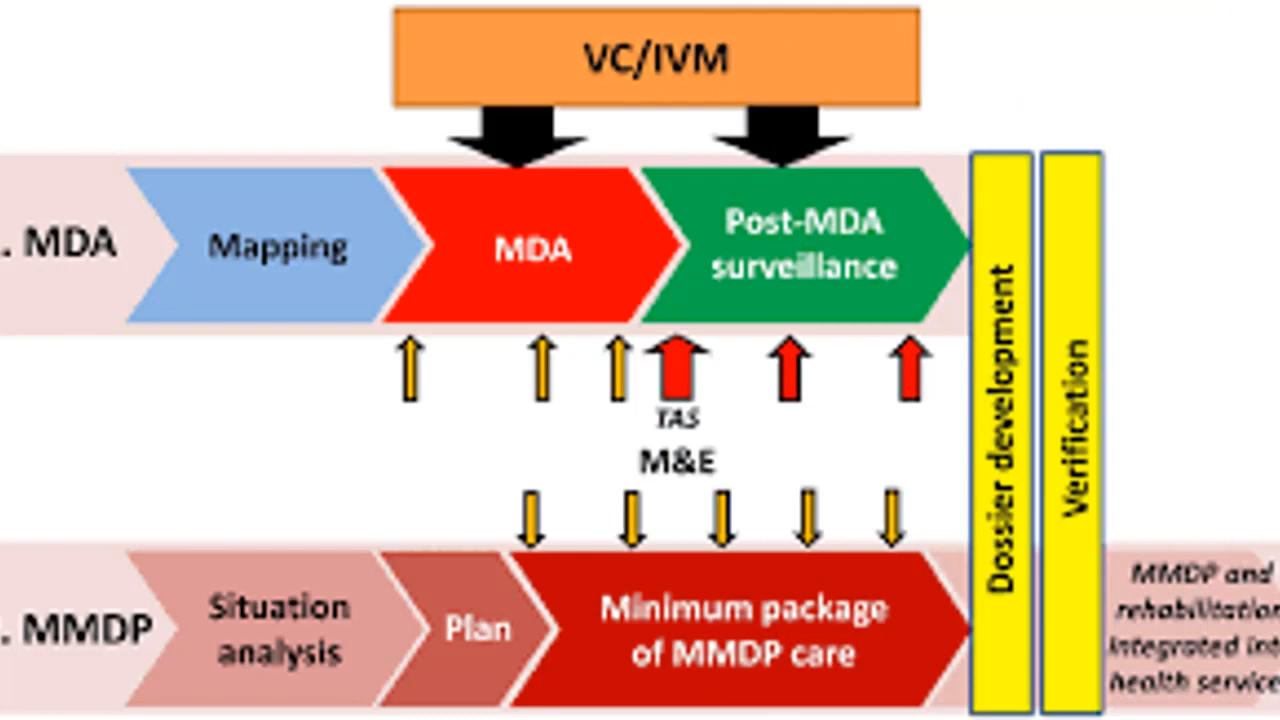 VC/IVM
. MDA
Mapping
MDA
Post-MDA
surveillance
TAS
M&E
Dossier development
Verification
. MMDP
Situation
analysis
Plan
Minimum package
of MMDP care
MMDP and
rehabilitation
integrated int
health service